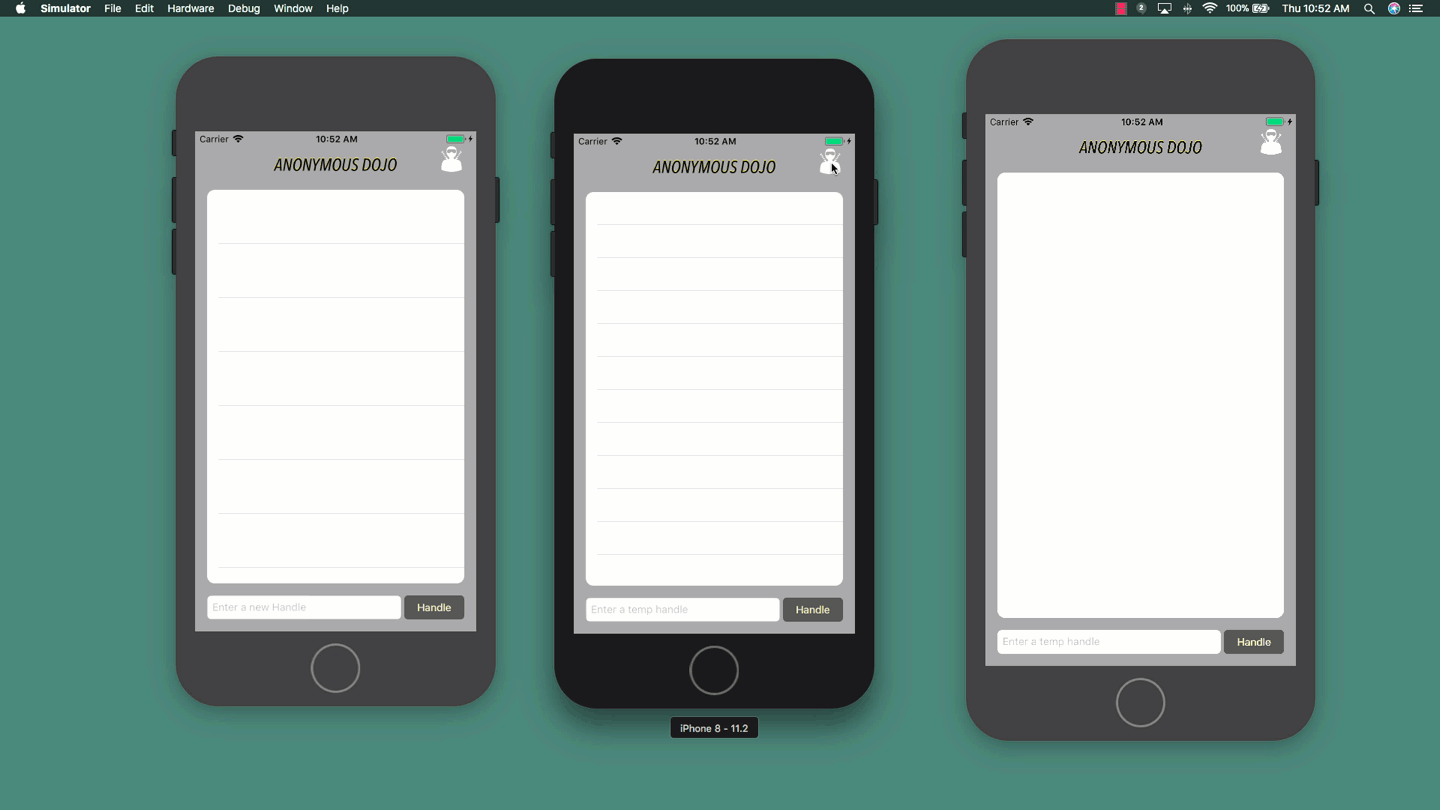 Simulator File Edit Hardware Debug Window Help
2 100% Thu 10:52 AM
Carrier 10:52 AM
ANONYMOUS DOJO
Enter a new Handle Handle
Carrier 10:52 AM
ANONYMOUS DOJO
Enter a temp handle Handle
iPhone 8 - 11.2
Carrier 10:52 AM
ANONYMOUS DOJO
Enter a temp handle Handle